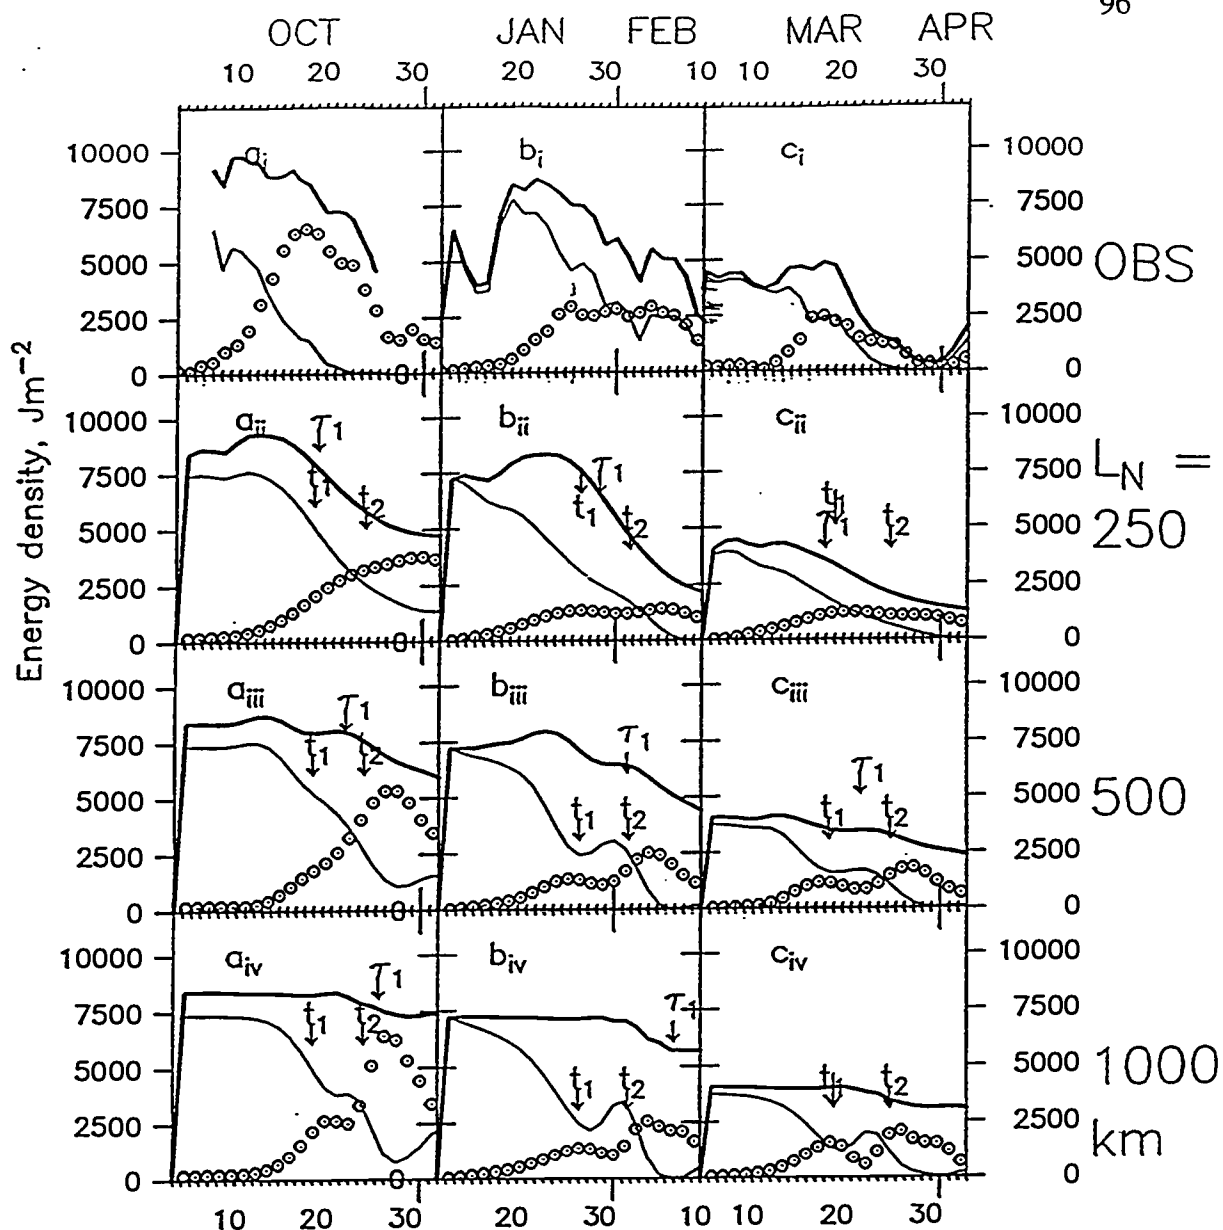 96
OCT JAN FEB MAR APR
10 20 30 20 30 10 10 20 30
a_i b_i c_i
10000 10000
7500 7500
5000 5000 OBS
2500 2500
0 0 0
a_ii τ1 b_ii τ1 c_ii
10000 10000
7500 t1 7500 L_N =
t2 t1 t2 t1 τ1 t2
5000 5000 250
2500 2500
0 0 0
Energy density, Jm⁻²
a_iii τ1 b_iii τ1 c_iii τ1
10000 10000
7500 t1 t2 7500
5000 t1 t2 t1 t2 5000 500
2500 2500
0 0 0
a_iv τ1 b_iv τ1 c_iv
10000 10000
7500 t1 t2 7500
5000 t1 t2 t1 t2 5000 1000
2500 2500 km
0 0 0
10 20 30 20 30 10 10 20 30